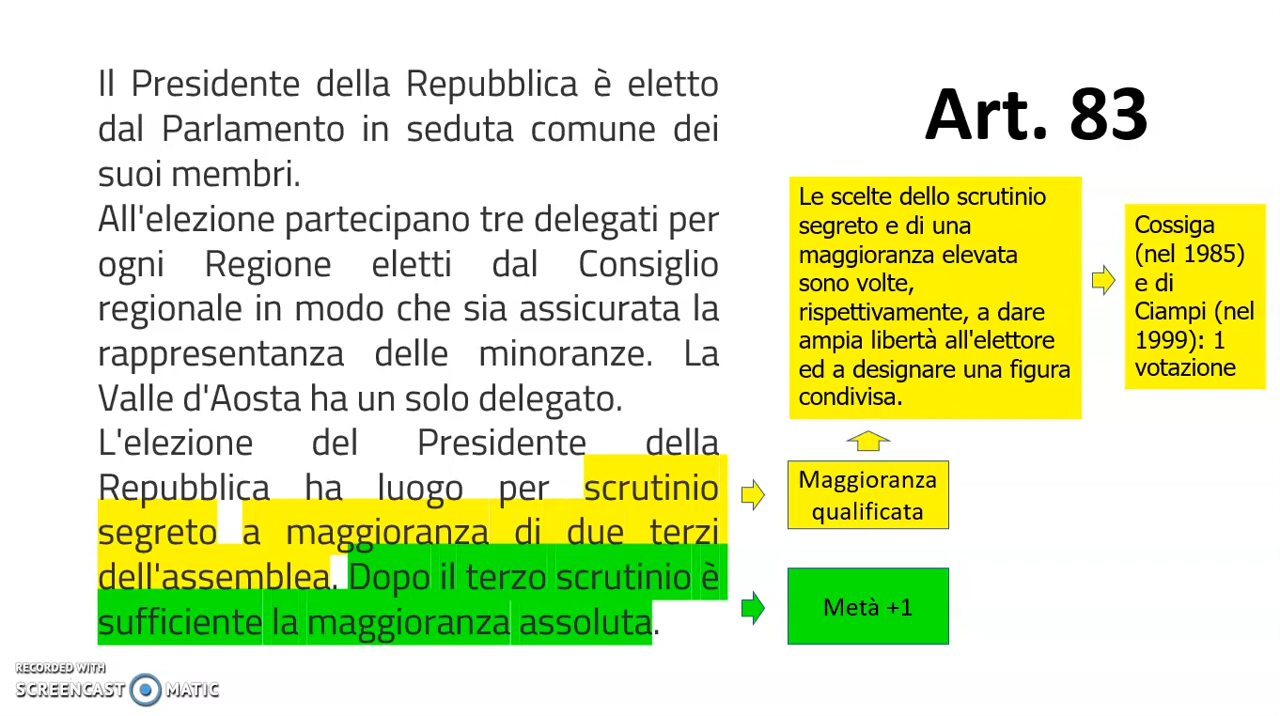 Il Presidente della Repubblica è eletto
dal Parlamento in seduta comune dei
suoi membri.
All'elezione partecipano tre delegati per
ogni Regione eletti dal Consiglio
regionale in modo che sia assicurata la
rappresentanza delle minoranze. La
Valle d'Aosta ha un solo delegato.
L'elezione del Presidente della
Repubblica ha luogo per scrutinio
segreto a maggioranza di due terzi
dell'assemblea. Dopo il terzo scrutinio è
sufficiente la maggioranza assoluta.
Art. 83
Le scelte dello scrutinio
segreto e di una
maggioranza elevata
sono volte,
rispettivamente, a dare
ampia libertà all'elettore
ed a designare una figura
condivisa.
Cossiga
(nel 1985)
e di
Ciampi (nel
1999): 1
votazione
Maggioranza
qualificata
Metà +1
RECORDED WITH
SCREENCAST MATIC